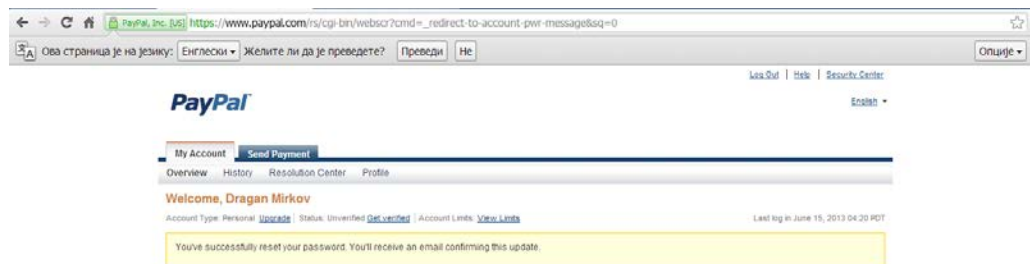 PayPal, Inc. [US] https://www.paypal.com/rs/cgi-bin/webscr?cmd=_redirect-to-account-pwr-message&sq=0
Ова страница је на језику: Енглески Желите ли да је преведете? Преведи Не Опције
Log Out | Help | Security Center
PayPal
English
My Account Send Payment
Overview History Resolution Center Profile
Welcome, Dragan Mirkov
Account Type: Personal Upgrade | Status: Unverified Get verified | Account Limits: View Limits Last log in June 15, 2013 04:20 PDT
You've successfully reset your password. You'll receive an email confirming this update.